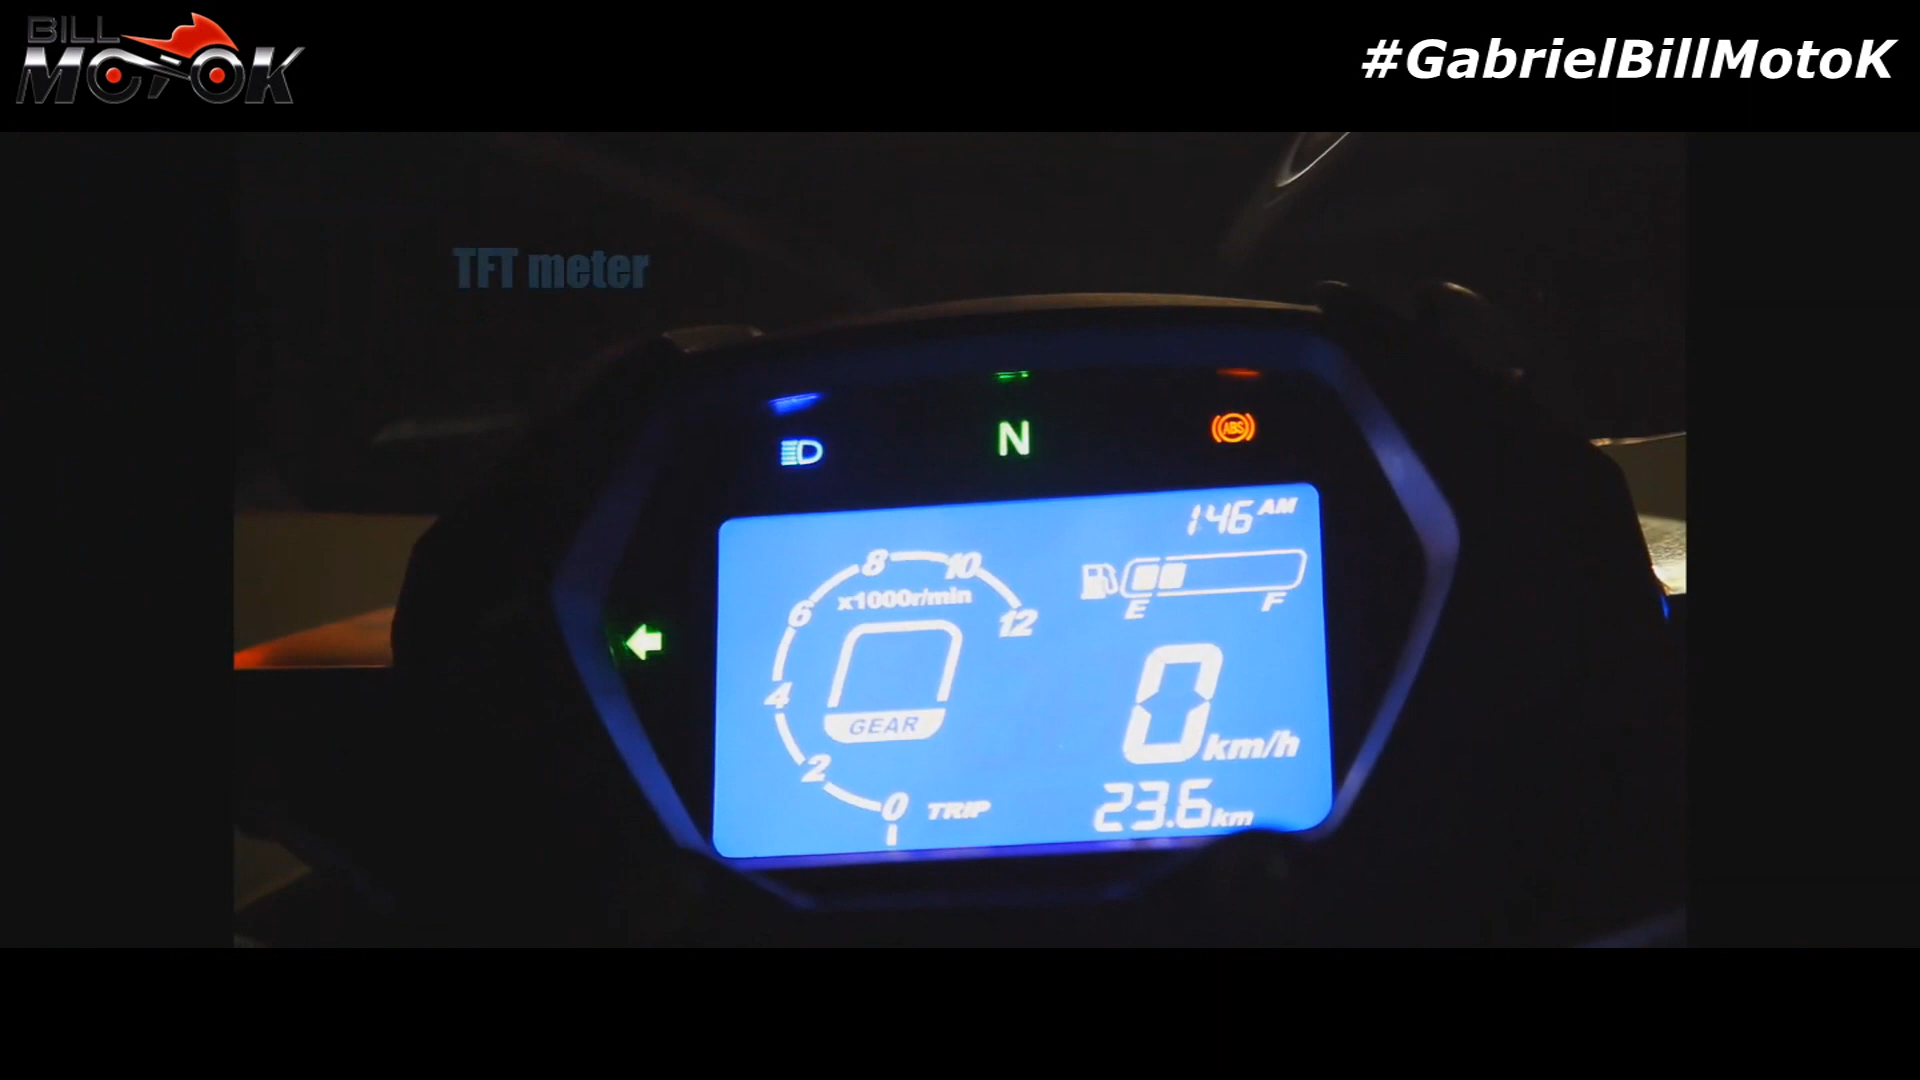 BILL
MOTOK
#GabrielBillMotoK
TFT meter
N
ABS
1:46 AM
8 10
6 x1000r/min 12
E F
4
GEAR
0 km/h
2
0 TRIP 23.6 km